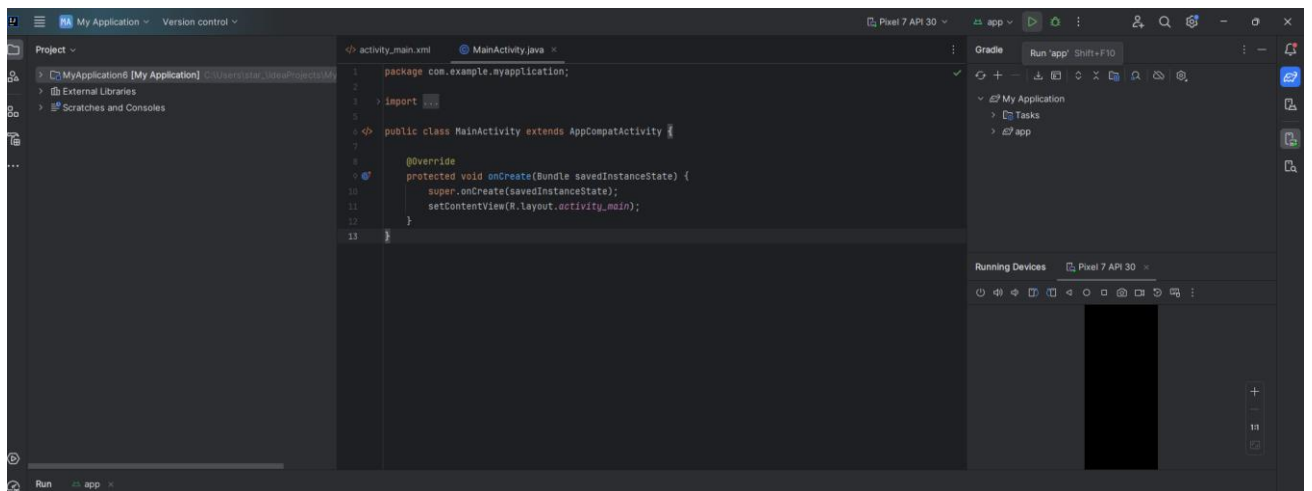 MA My Application Version control
Pixel 7 API 30 app
Project
MyApplication6 [My Application]
External Libraries
Scratches and Consoles
activity_main.xml MainActivity.java
1 package com.example.myapplication;
2
3 import ...
5
6 public class MainActivity extends AppCompatActivity {
7
8 @Override
9 protected void onCreate(Bundle savedInstanceState) {
10 super.onCreate(savedInstanceState);
11 setContentView(R.layout.activity_main);
12 }
13 }
Gradle
Run 'app' Shift+F10
My Application
Tasks
app
Running Devices Pixel 7 API 30
1:1
Run app